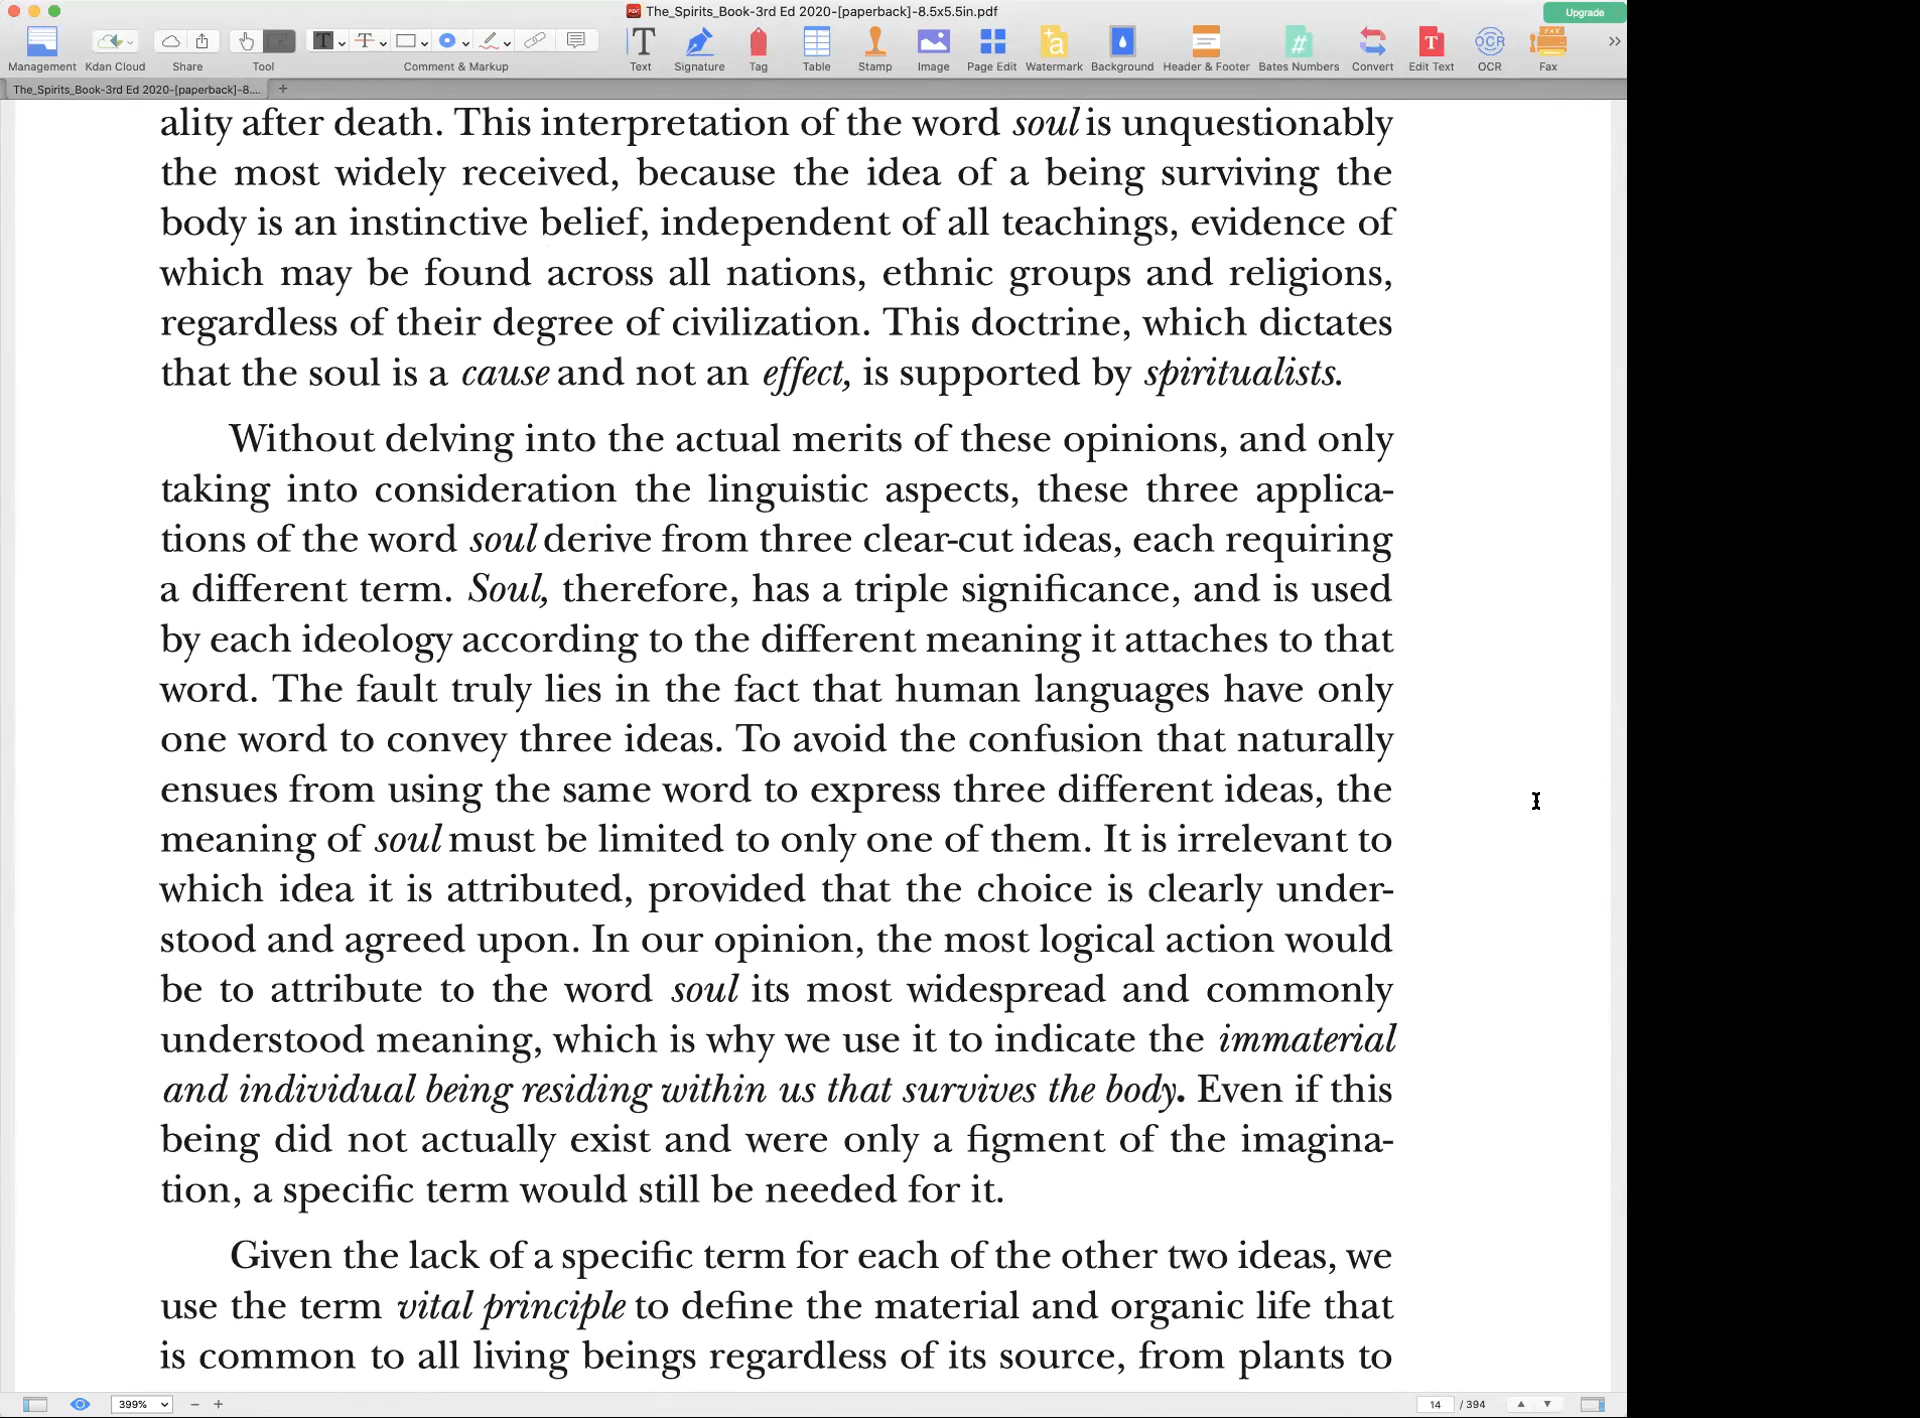 The_Spirits_Book-3rd Ed 2020-[paperback]-8.5x5.5in.pdf
Upgrade
Management Kdan Cloud Share Tool Comment & Markup Text Signature Tag Table Stamp Image Page Edit Watermark Background Header & Footer Bates Numbers Convert Edit Text OCR Fax
The_Spirits_Book-3rd Ed 2020-[paperback]-8....
ality after death. This interpretation of the word soul is unquestionably
the most widely received, because the idea of a being surviving the
body is an instinctive belief, independent of all teachings, evidence of
which may be found across all nations, ethnic groups and religions,
regardless of their degree of civilization. This doctrine, which dictates
that the soul is a cause and not an effect, is supported by spiritualists.
Without delving into the actual merits of these opinions, and only
taking into consideration the linguistic aspects, these three applica-
tions of the word soul derive from three clear-cut ideas, each requiring
a different term. Soul, therefore, has a triple significance, and is used
by each ideology according to the different meaning it attaches to that
word. The fault truly lies in the fact that human languages have only
one word to convey three ideas. To avoid the confusion that naturally
ensues from using the same word to express three different ideas, the
meaning of soul must be limited to only one of them. It is irrelevant to
which idea it is attributed, provided that the choice is clearly under-
stood and agreed upon. In our opinion, the most logical action would
be to attribute to the word soul its most widespread and commonly
understood meaning, which is why we use it to indicate the immaterial
and individual being residing within us that survives the body. Even if this
being did not actually exist and were only a figment of the imagina-
tion, a specific term would still be needed for it.
Given the lack of a specific term for each of the other two ideas, we
use the term vital principle to define the material and organic life that
is common to all living beings regardless of its source, from plants to
399% 14 / 394